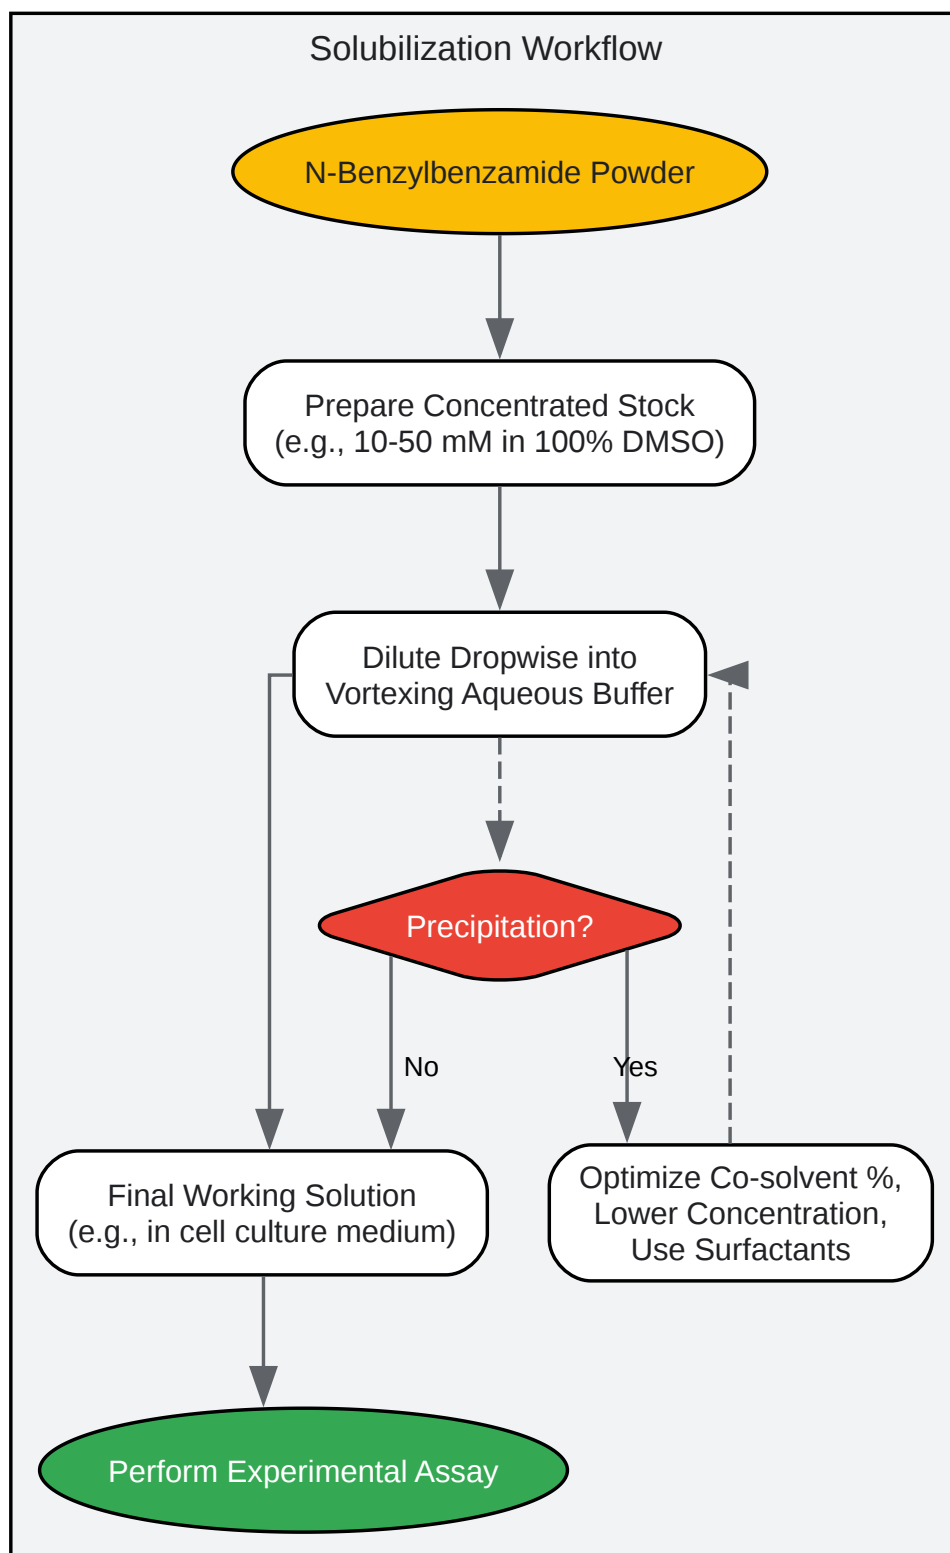 Solubilization Workflow
N-Benzylbenzamide Powder
Prepare Concentrated Stock
(e.g., 10-50 mM in 100% DMSO)
Dilute Dropwise into
Vortexing Aqueous Buffer
Precipitation?
No
Yes
Final Working Solution
(e.g., in cell culture medium)
Optimize Co-solvent %,
Lower Concentration,
Use Surfactants
Perform Experimental Assay